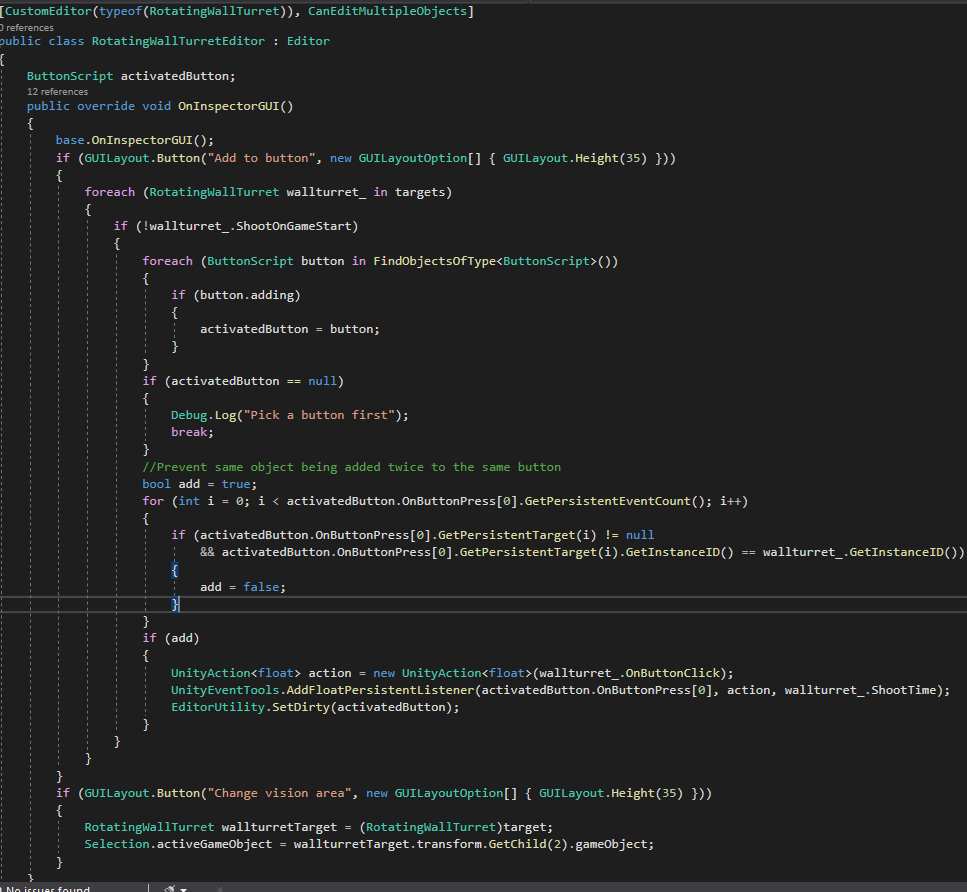 [CustomEditor(typeof(RotatingWallTurret)), CanEditMultipleObjects]
0 references
public class RotatingWallTurretEditor : Editor
{
ButtonScript activatedButton;
12 references
public override void OnInspectorGUI()
{
base.OnInspectorGUI();
if (GUILayout.Button("Add to button", new GUILayoutOption[] { GUILayout.Height(35) }))
{
foreach (RotatingWallTurret wallturret_ in targets)
{
if (!wallturret_.ShootOnGameStart)
{
foreach (ButtonScript button in FindObjectsOfType<ButtonScript>())
{
if (button.adding)
{
activatedButton = button;
}
}
if (activatedButton == null)
{
Debug.Log("Pick a button first");
break;
}
//Prevent same object being added twice to the same button
bool add = true;
for (int i = 0; i < activatedButton.OnButtonPress[0].GetPersistentEventCount(); i++)
{
if (activatedButton.OnButtonPress[0].GetPersistentTarget(i) != null
&& activatedButton.OnButtonPress[0].GetPersistentTarget(i).GetInstanceID() == wallturret_.GetInstanceID())
{
add = false;
}
}
if (add)
{
UnityAction<float> action = new UnityAction<float>(wallturret_.OnButtonClick);
UnityEventTools.AddFloatPersistentListener(activatedButton.OnButtonPress[0], action, wallturret_.ShootTime);
EditorUtility.SetDirty(activatedButton);
}
}
}
}
if (GUILayout.Button("Change vision area", new GUILayoutOption[] { GUILayout.Height(35) }))
{
RotatingWallTurret wallturretTarget = (RotatingWallTurret)target;
Selection.activeGameObject = wallturretTarget.transform.GetChild(2).gameObject;
}
}
No issues found